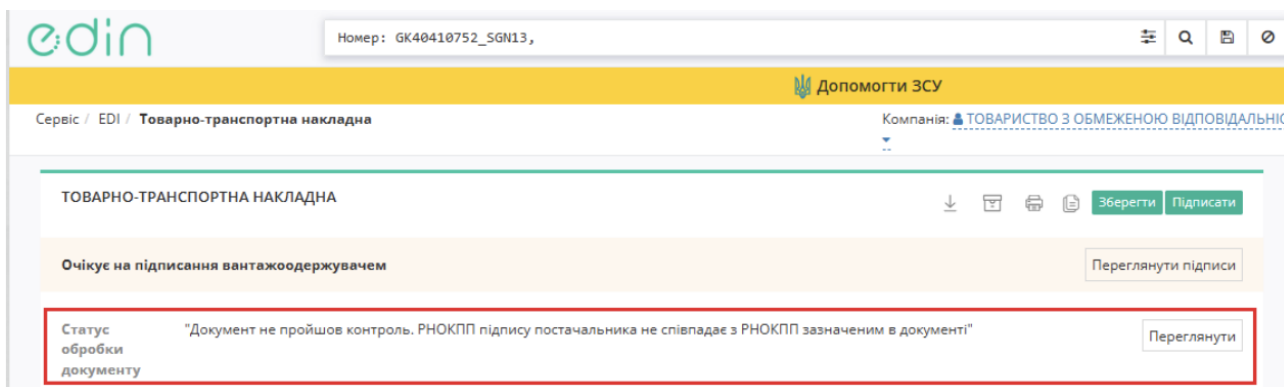 edin
Номер: GK40410752_SGN13,
Допомогти ЗСУ
Сервіс / EDI / Товарно-транспортна накладна
Компанія: ТОВАРИСТВО З ОБМЕЖЕНОЮ ВІДПОВІДАЛЬНІС
ТОВАРНО-ТРАНСПОРТНА НАКЛАДНА
Зберегти Підписати
Очікує на підписання вантажоодержувачем
Переглянути підписи
Статус обробки документу
"Документ не пройшов контроль. РНОКПП підпису постачальника не співпадає з РНОКПП зазначеним в документі"
Переглянути